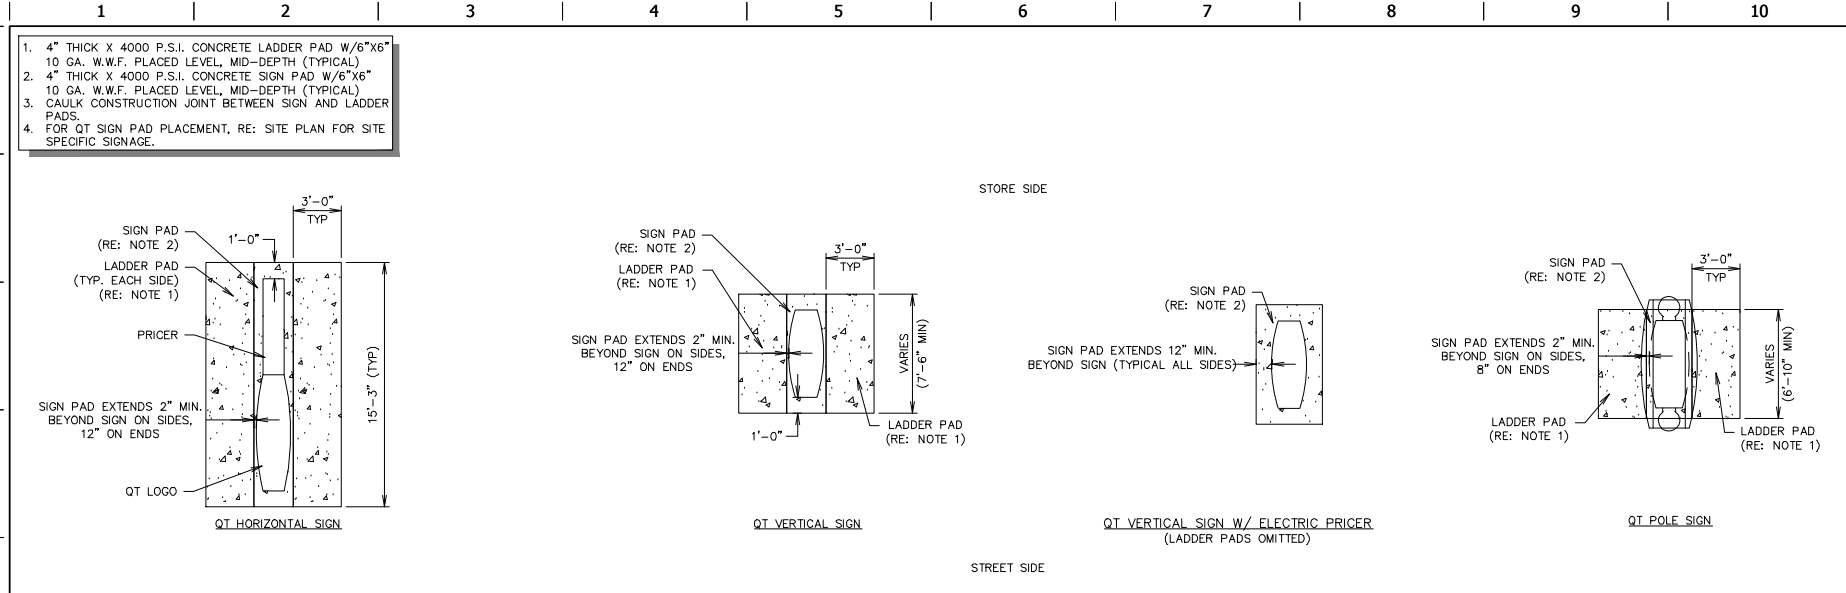 1 2 3 4 5 6 7 8 9 10
1. 4" THICK X 4000 P.S.I. CONCRETE LADDER PAD W/6"X6"
10 GA. W.W.F. PLACED LEVEL, MID-DEPTH (TYPICAL)
2. 4" THICK X 4000 P.S.I. CONCRETE SIGN PAD W/6"X6"
10 GA. W.W.F. PLACED LEVEL, MID-DEPTH (TYPICAL)
3. CAULK CONSTRUCTION JOINT BETWEEN SIGN AND LADDER
PADS.
4. FOR QT SIGN PAD PLACEMENT, RE: SITE PLAN FOR SITE
SPECIFIC SIGNAGE.
STORE SIDE
3'-0"
TYP
SIGN PAD
(RE: NOTE 2)
1'-0"
LADDER PAD
(TYP. EACH SIDE)
(RE: NOTE 1)
PRICER
15'-3" (TYP)
SIGN PAD EXTENDS 2" MIN.
BEYOND SIGN ON SIDES,
12" ON ENDS
QT LOGO
QT HORIZONTAL SIGN
SIGN PAD
(RE: NOTE 2)
3'-0"
TYP
LADDER PAD
(RE: NOTE 1)
SIGN PAD EXTENDS 2" MIN.
BEYOND SIGN ON SIDES,
12" ON ENDS
VARIES
(7'-6" MIN)
1'-0"
LADDER PAD
(RE: NOTE 1)
QT VERTICAL SIGN
SIGN PAD
(RE: NOTE 2)
SIGN PAD EXTENDS 12" MIN.
BEYOND SIGN (TYPICAL ALL SIDES)
QT VERTICAL SIGN W/ ELECTRIC PRICER
(LADDER PADS OMITTED)
SIGN PAD
(RE: NOTE 2)
3'-0"
TYP
SIGN PAD EXTENDS 2" MIN.
BEYOND SIGN ON SIDES,
8" ON ENDS
VARIES
(6'-10" MIN)
LADDER PAD
(RE: NOTE 1)
LADDER PAD
(RE: NOTE 1)
QT POLE SIGN
STREET SIDE